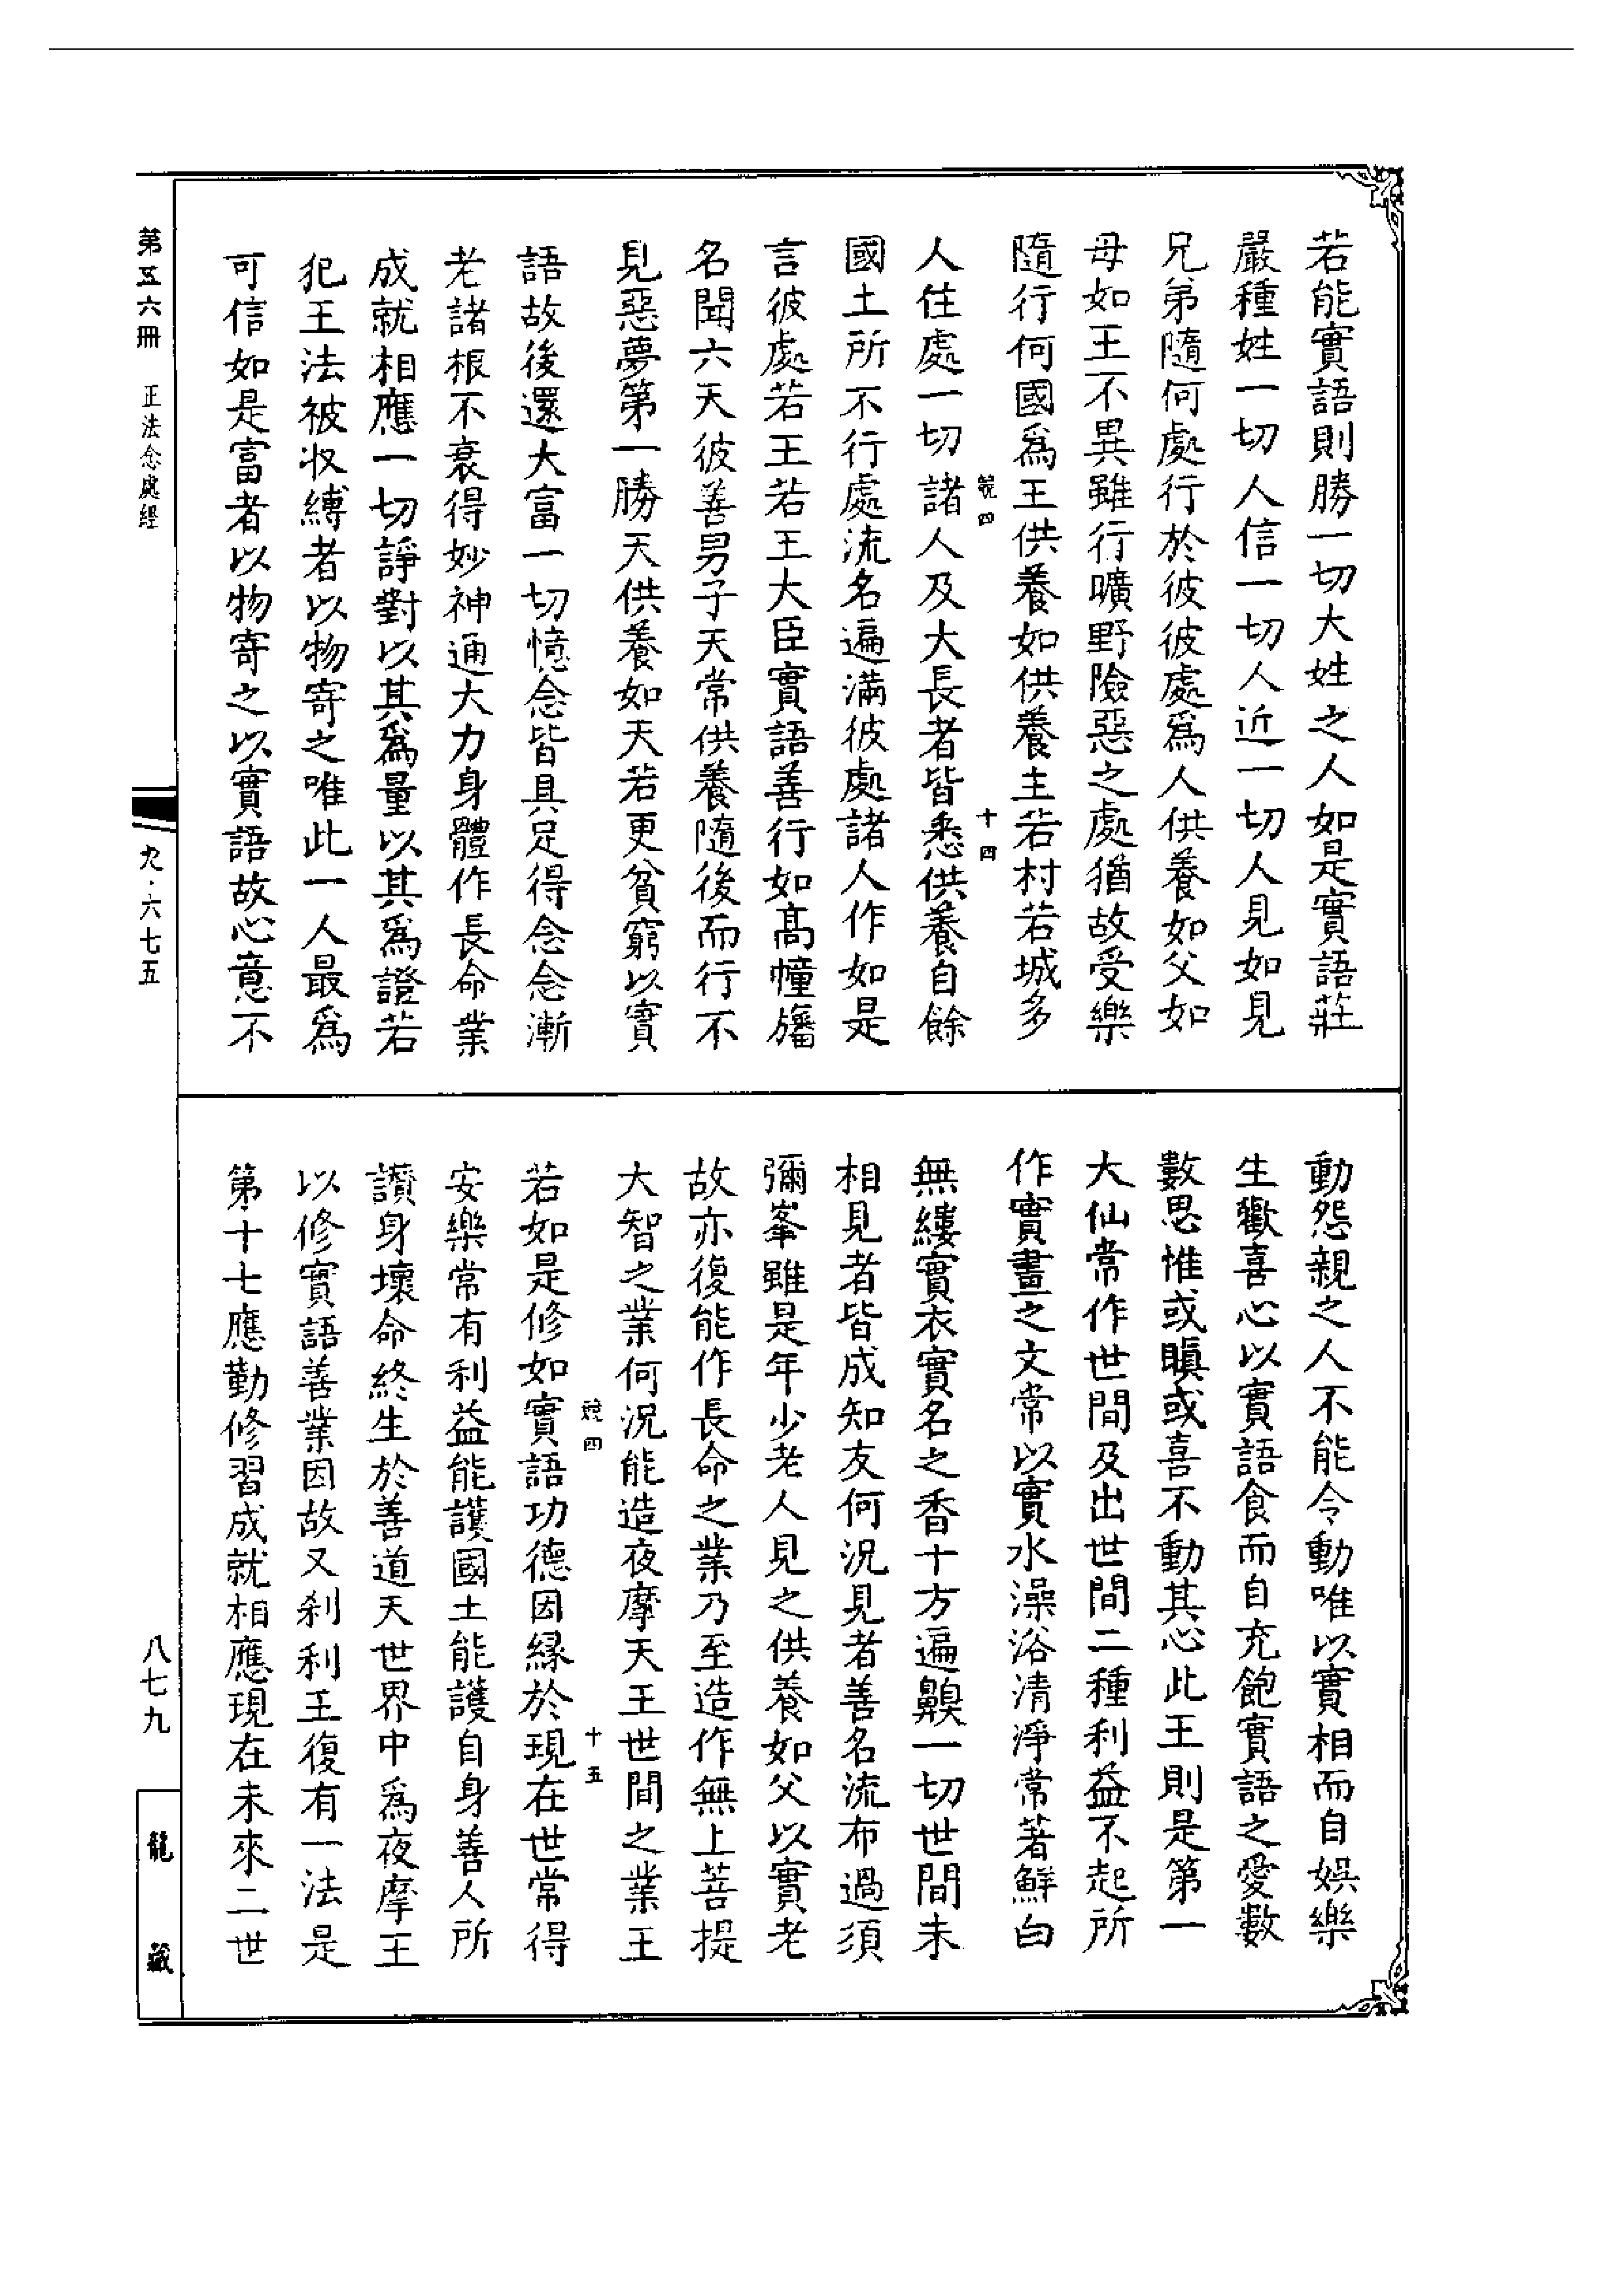 若能實語則勝一切大姓之人如是實語莊
嚴種姓一切人信一切人近一切人見如見
兄弟隨何處行於彼彼處爲人供養如父如
母如王不異雖行曠野險惡之處猶故受樂
隨行何國爲王供養如供養主若村若城多
十四
人住處一切諸人及大長者皆悉供養自餘
國土所不行處流名遍滿彼處諸人作如是
言彼處若王若王大臣實語善行如髙幢旛
名聞六天彼善男子天常供養隨後而行不
見惡夢第一勝天供養如天若更貧窮以實
語故後還大富一切憶念皆具足得念念漸
老諸根不衰得妙神通大力身體作長命業
成就相應一切諍對以其爲量以其爲證若
犯王法被收縛者以物寄之唯此一人最爲
可信如是富者以物寄之以實語故心意不
動怨親之人不能令動唯以實相而自娛樂
生歡喜心以實語食而自充飽實語之愛數
數思惟或瞋或喜不動其心此王則是第一
大仙常作世間及出世間二種利益不起所
作實畫之文常以實水澡浴清淨常著鮮白
無縷實衣實名之香十方遍齅一切世間未
相見者皆成知友何況見者善名流布過須
彌峯雖是年少老人見之供養如父以實老
故亦復能作長命之業乃至造作無上菩提
大智之業何況能造夜摩天王世間之業王
十五
若如是修如實語功德因縁於現在世常得
安樂常有利益能護國土能護自身善人所
讚身壞命終生於善道天世界中爲夜摩王
以修實語善業因故又刹利王復有一法是
第十七應勤修習成就相應現在未來二世
第五六冊 正法念處經
九·六七五
八七九
龍藏